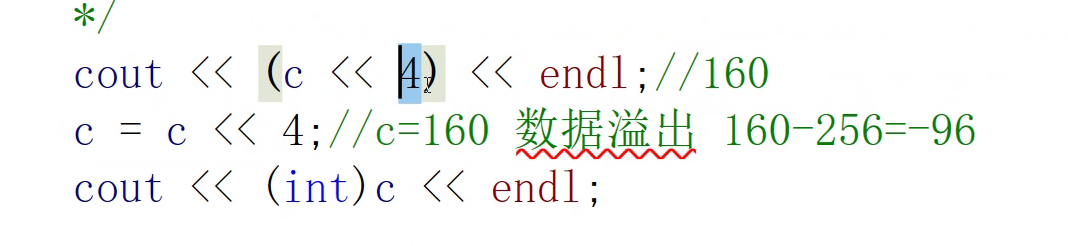 */
cout << (c << 4) << endl;//160
c = c << 4;//c=160 数据溢出 160-256=-96
cout << (int)c << endl;